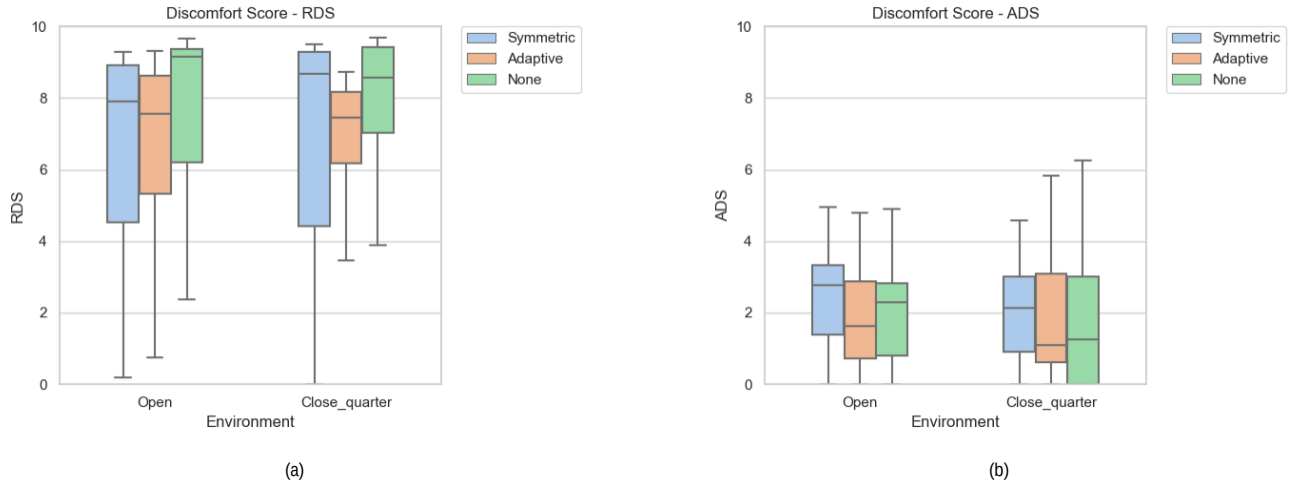 Discomfort Score - RDS
10
8
6
4
2
0
RDS
Open
Close_quarter
Environment
Symmetric
Adaptive
None
(a)
Discomfort Score - ADS
10
8
6
4
2
0
ADS
Open
Close_quarter
Environment
Symmetric
Adaptive
None
(b)